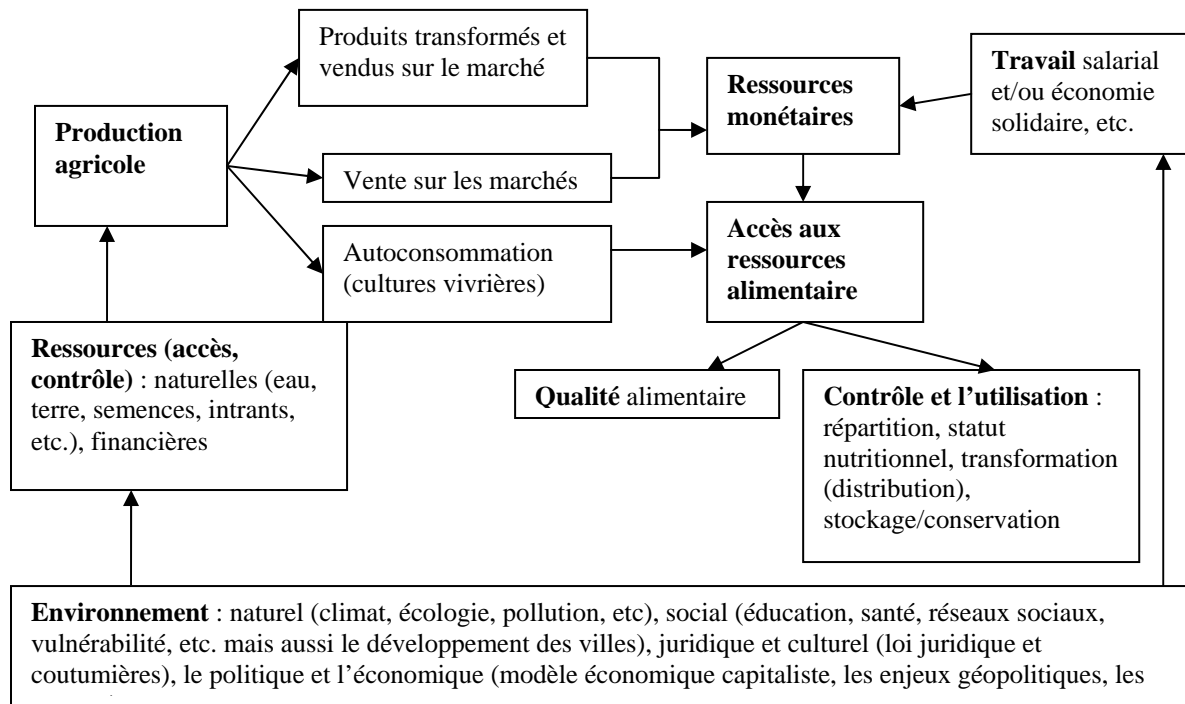 Produits transformés et
vendus sur le marché
Travail salarial
et/ou économie
solidaire, etc.
Ressources
monétaires
Production
agricole
Vente sur les marchés
Autoconsommation
(cultures vivrières)
Accès aux
ressources
alimentaire
Ressources (accès,
contrôle) : naturelles (eau,
terre, semences, intrants,
etc.), financières
Qualité alimentaire
Contrôle et l’utilisation :
répartition, statut
nutritionnel, transformation
(distribution),
stockage/conservation
Environnement : naturel (climat, écologie, pollution, etc), social (éducation, santé, réseaux sociaux,
vulnérabilité, etc. mais aussi le développement des villes), juridique et culturel (loi juridique et
coutumières), le politique et l’économique (modèle économique capitaliste, les enjeux géopolitiques, les